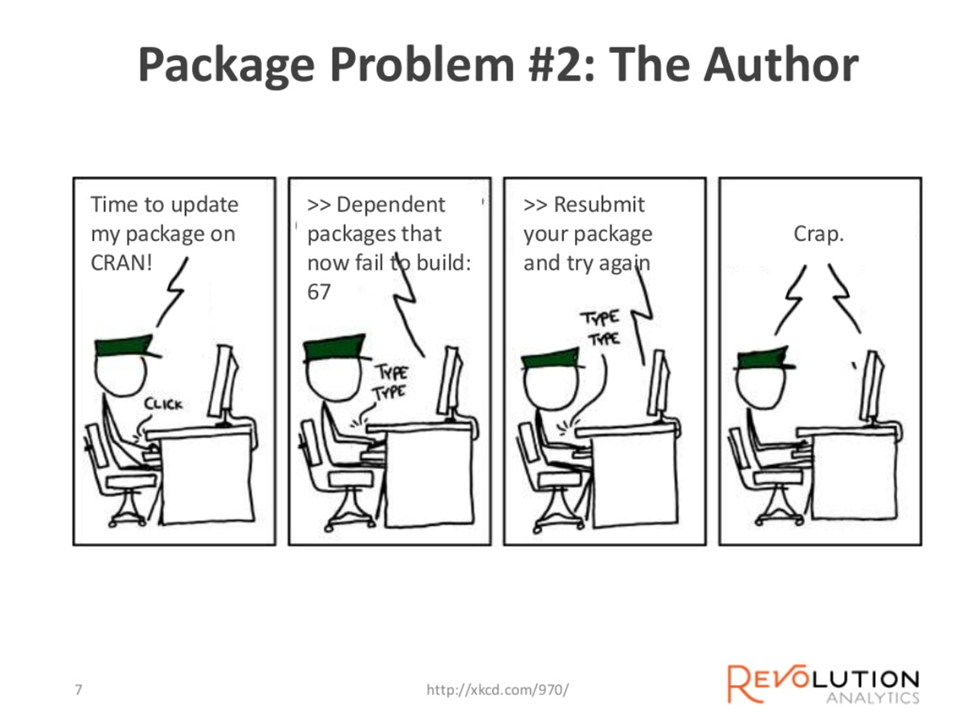 Package Problem #2: The Author
Time to update
my package on
CRAN!
CLICK
>> Dependent
packages that
now fail to build:
67
TYPE
TYPE
>> Resubmit
your package
and try again
TYPE
TYPE
Crap.
7
http://xkcd.com/970/
REVOLUTION
ANALYTICS